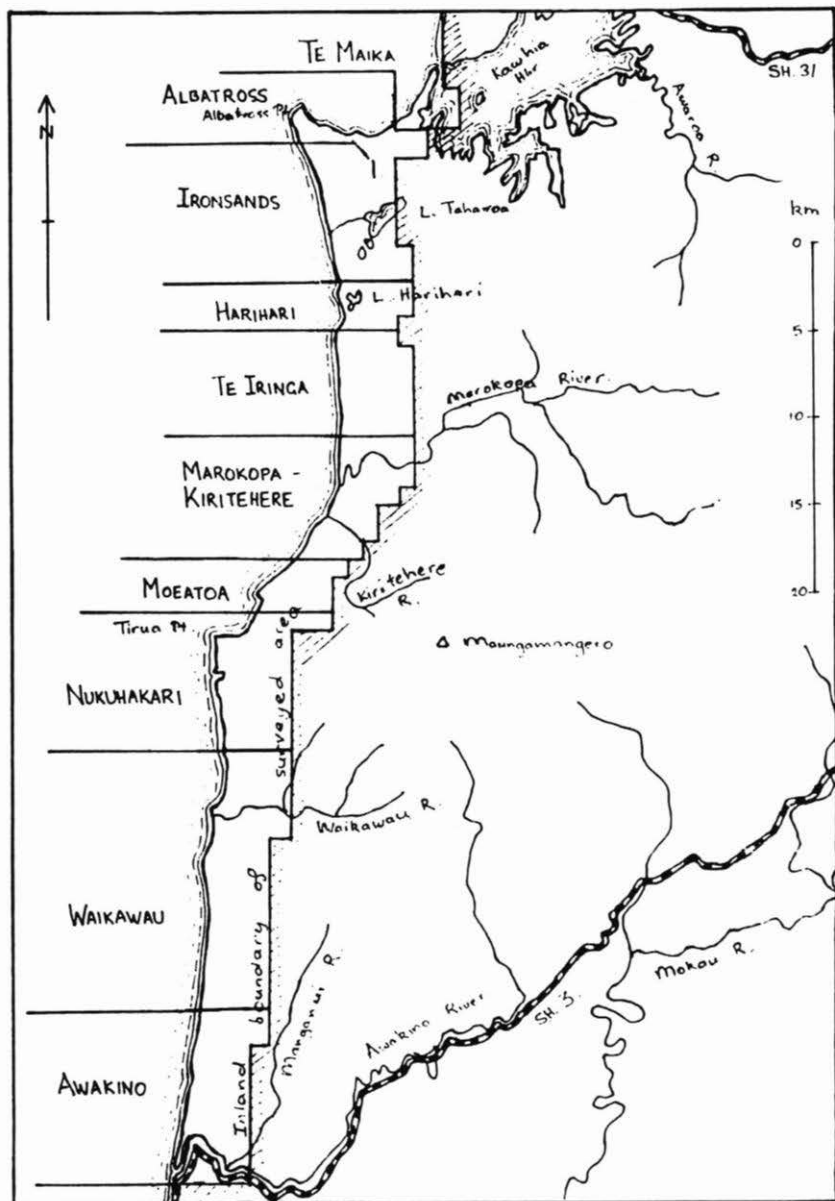 TE MAIKA
Kawhia
Hbr
SH. 31
ALBATROSS
Albatross Pt
Awaroa R.
N
IRONSANDS
L. Taharoa
km
0
HARIHARI
L. Harihari
5
TE IRINGA
Marokopa River
10
MAROKOPA -
KIRITEHERE
15
MOEATOA
Kiritehere
R.
20
Tirua Pt
Maungamangero
NUKUHAKARI
Waikawau R.
WAIKAWAU
Inland boundary of surveyed area
Manganui R.
Mokau R.
Awakino River
SH. 3.
AWAKINO